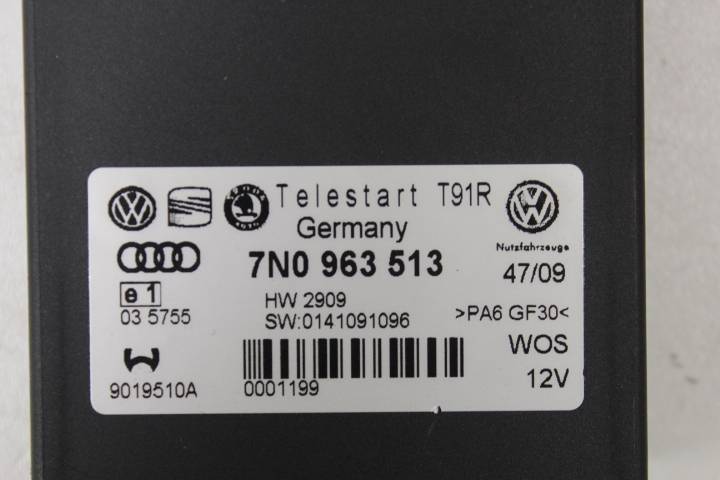 Telestart T91R
Germany
Nutzfahrzeuge
7N0 963 513
47/09
e1
03 5755
HW 2909
SW:0141091096
>PA6 GF30<
WOS
9019510A
0001199
12V